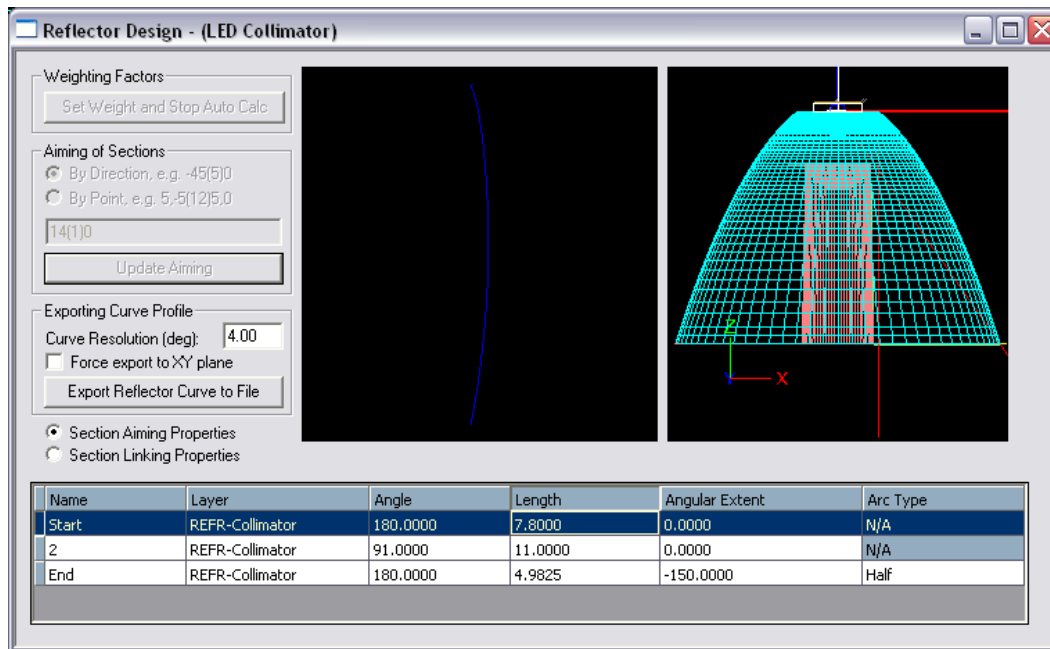 Reflector Design - (LED Collimator)
Weighting Factors
Set Weight and Stop Auto Calc
Aiming of Sections
By Direction, e.g. -45(5)0
By Point, e.g. 5,-5(12)5,0
14(1)0
Update Aiming
Exporting Curve Profile
Curve Resolution (deg): 4.00
Force export to XY plane
Export Reflector Curve to File
Section Aiming Properties
Section Linking Properties
Z
Y X
Name Layer Angle Length Angular Extent Arc Type
Start REFR-Collimator 180.0000 7.8000 0.0000 N/A
2 REFR-Collimator 91.0000 11.0000 0.0000 N/A
End REFR-Collimator 180.0000 4.9825 -150.0000 Half